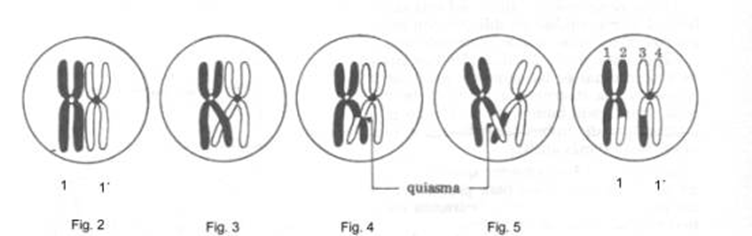 1 2 3 4
quiasma
1 1´ 1 1´
Fig. 2 Fig. 3 Fig. 4 Fig. 5